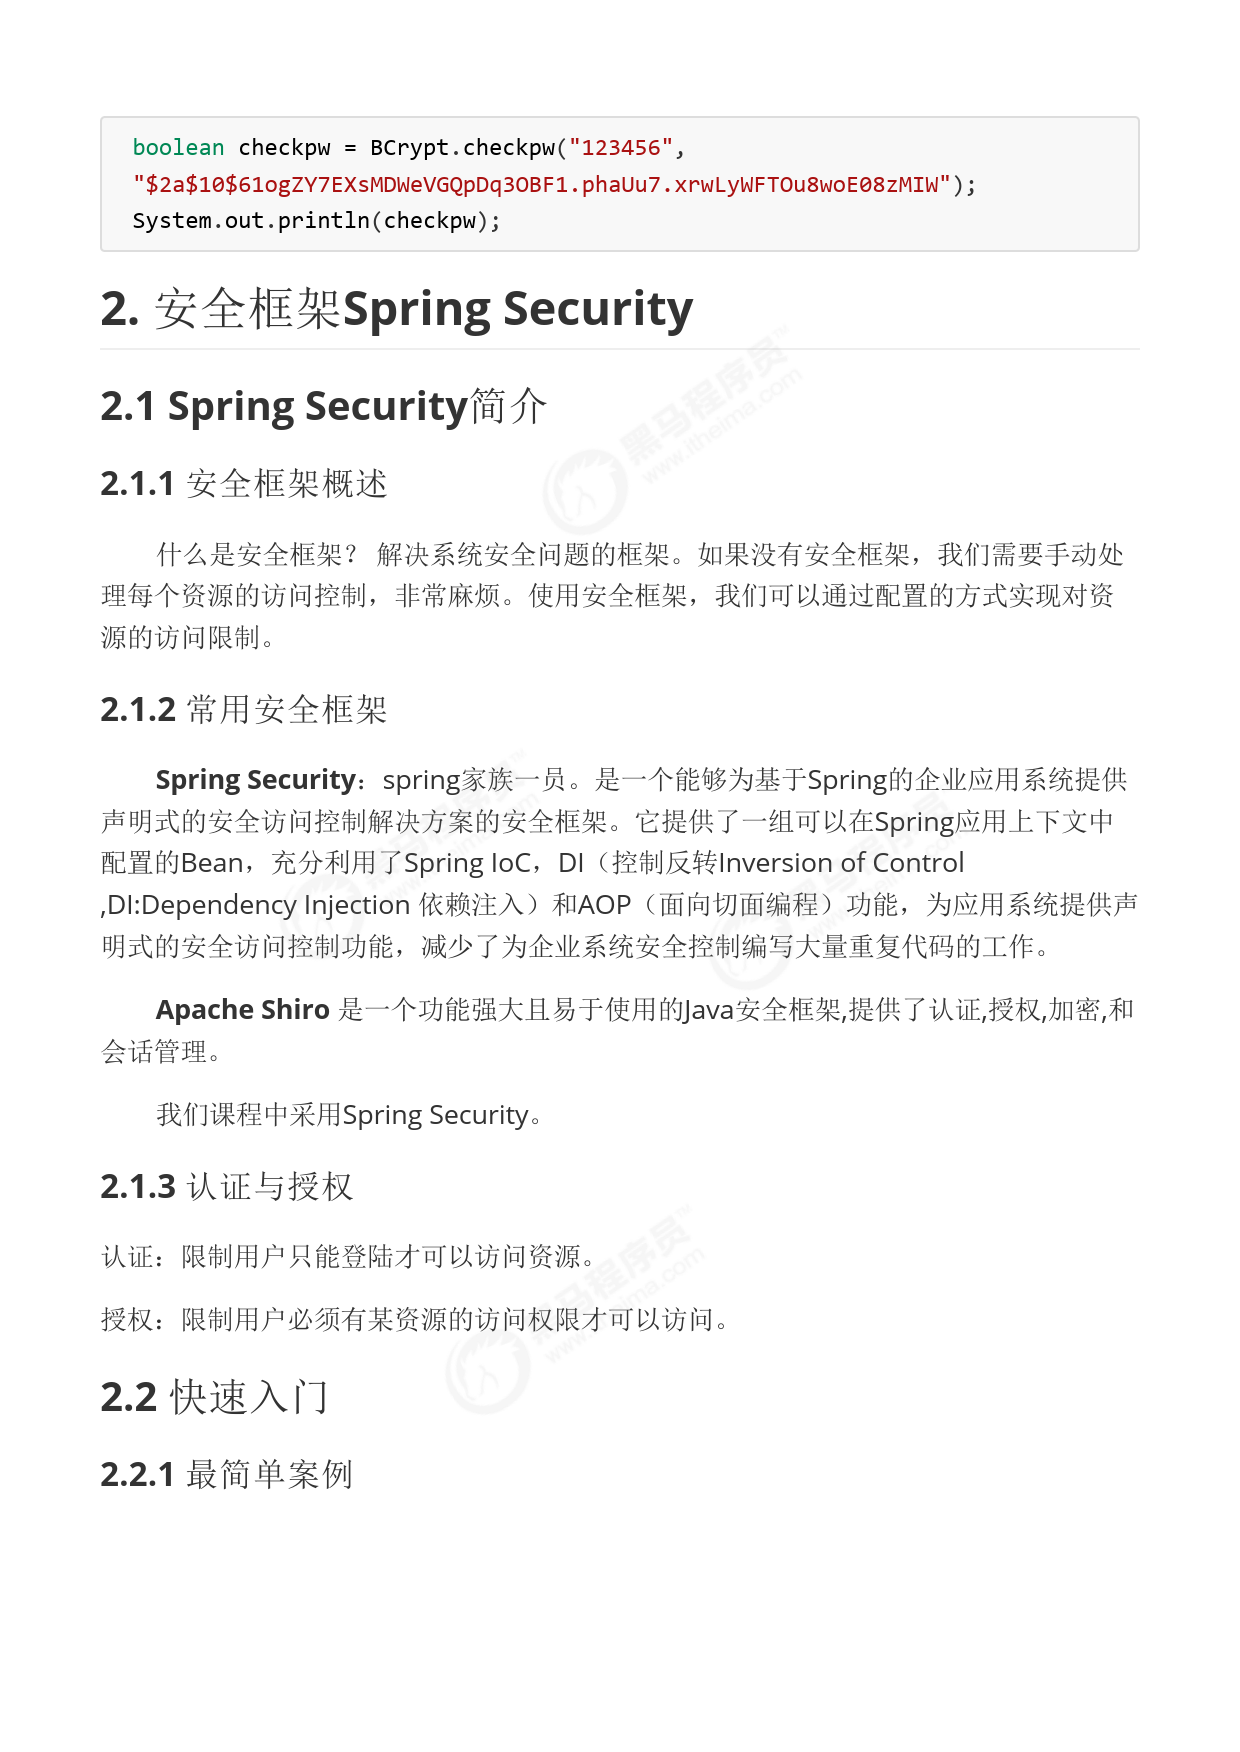 boolean checkpw = BCrypt.checkpw("123456",
"$2a$10$61ogZY7EXsMDWeVGQpDq3OBF1.phaUu7.xrwLyWFTOu8woE08zMIW");
System.out.println(checkpw);
2. 安全框架Spring Security
2.1 Spring Security简介
2.1.1 安全框架概述
什么是安全框架？ 解决系统安全问题的框架。如果没有安全框架，我们需要手动处
理每个资源的访问控制，非常麻烦。使用安全框架，我们可以通过配置的方式实现对资
源的访问限制。
2.1.2 常用安全框架
Spring Security：spring家族一员。是一个能够为基于Spring的企业应用系统提供
声明式的安全访问控制解决方案的安全框架。它提供了一组可以在Spring应用上下文中
配置的Bean，充分利用了Spring IoC，DI（控制反转Inversion of Control
,DI:Dependency Injection 依赖注入）和AOP（面向切面编程）功能，为应用系统提供声
明式的安全访问控制功能，减少了为企业系统安全控制编写大量重复代码的工作。
Apache Shiro 是一个功能强大且易于使用的Java安全框架,提供了认证,授权,加密,和
会话管理。
我们课程中采用Spring Security。
2.1.3 认证与授权
认证：限制用户只能登陆才可以访问资源。
授权：限制用户必须有某资源的访问权限才可以访问。
2.2 快速入门
2.2.1 最简单案例
黑马程序员™
www.itheima.com